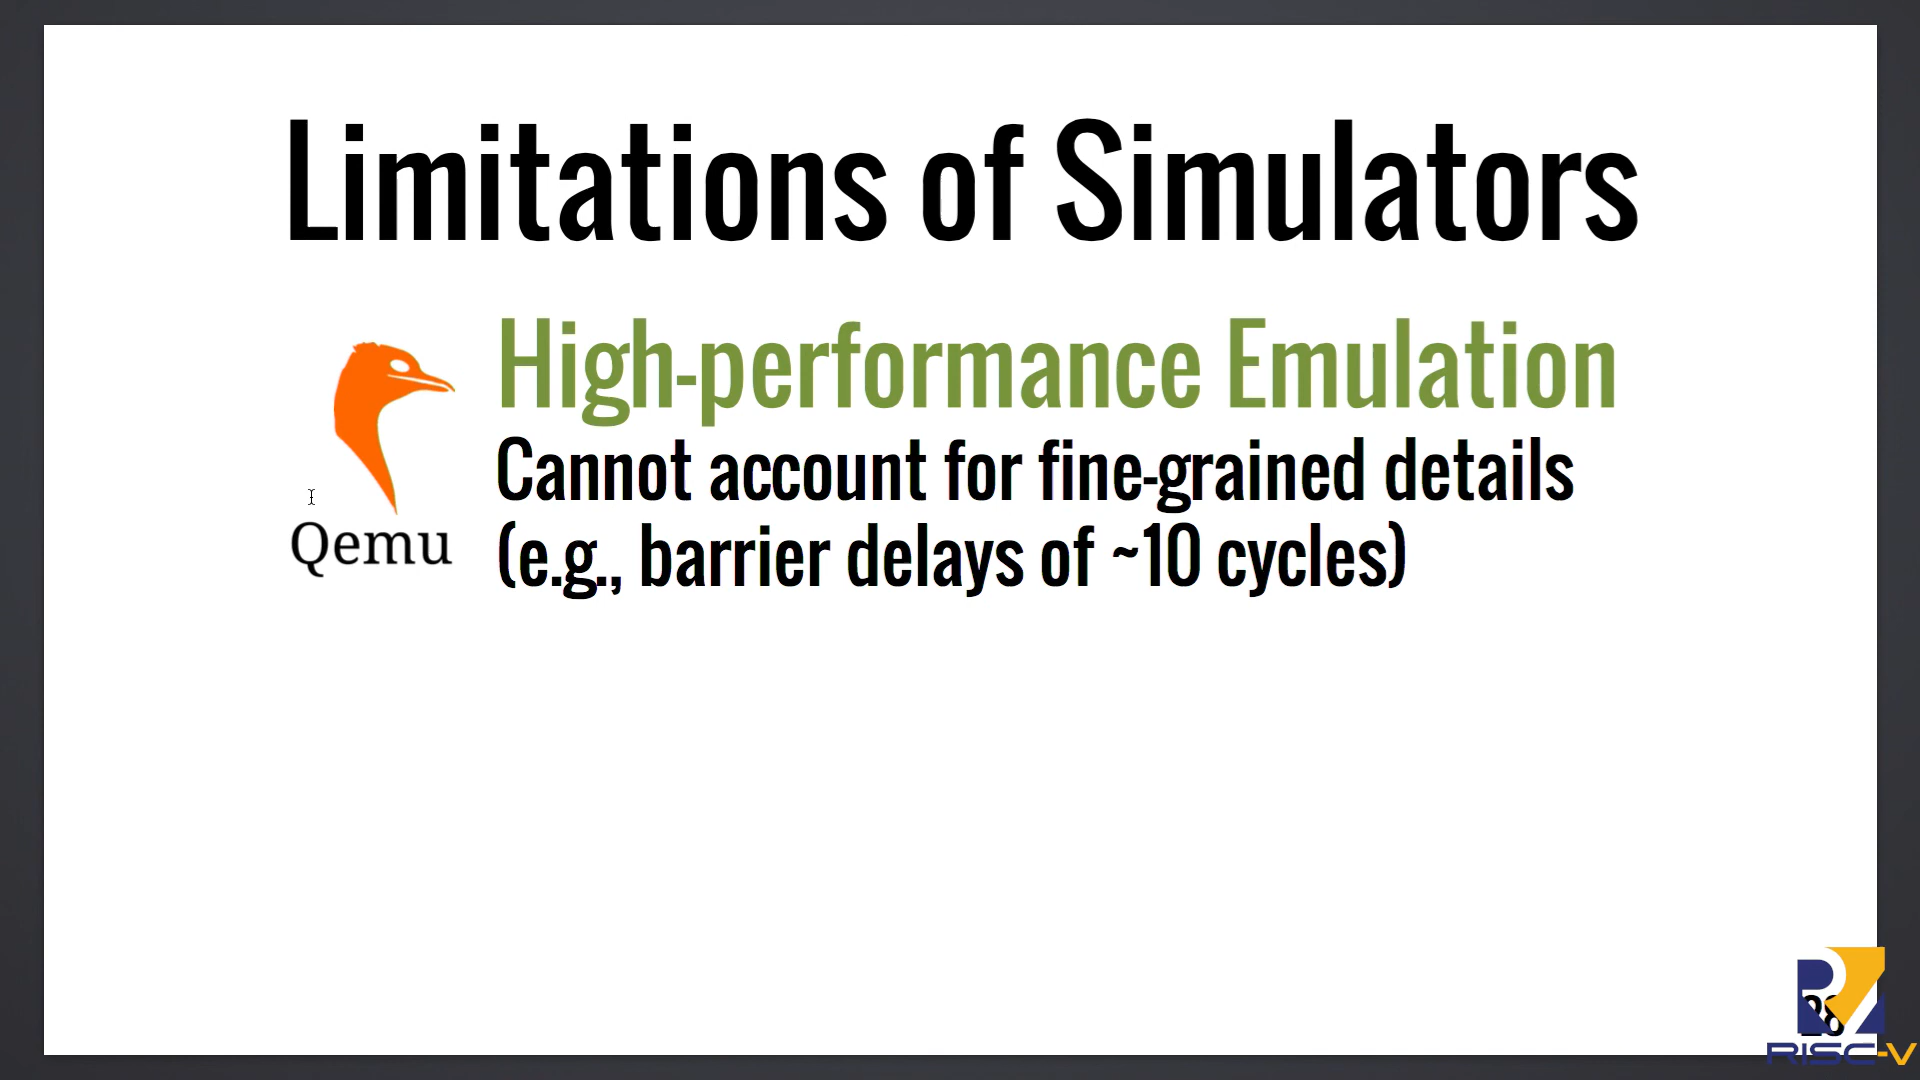 Limitations of Simulators
High-performance Emulation
Cannot account for fine-grained details
(e.g., barrier delays of ~10 cycles)
Qemu
28
RISC-V